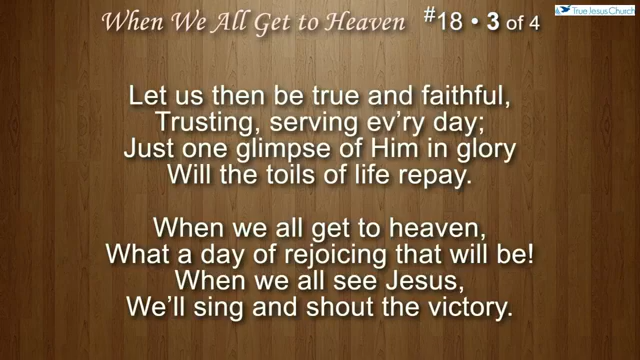 When We All Get to Heaven #18 • 3 of 4
True Jesus Church
Let us then be true and faithful,
Trusting, serving ev'ry day;
Just one glimpse of Him in glory
Will the toils of life repay.
When we all get to heaven,
What a day of rejoicing that will be!
When we all see Jesus,
We'll sing and shout the victory.